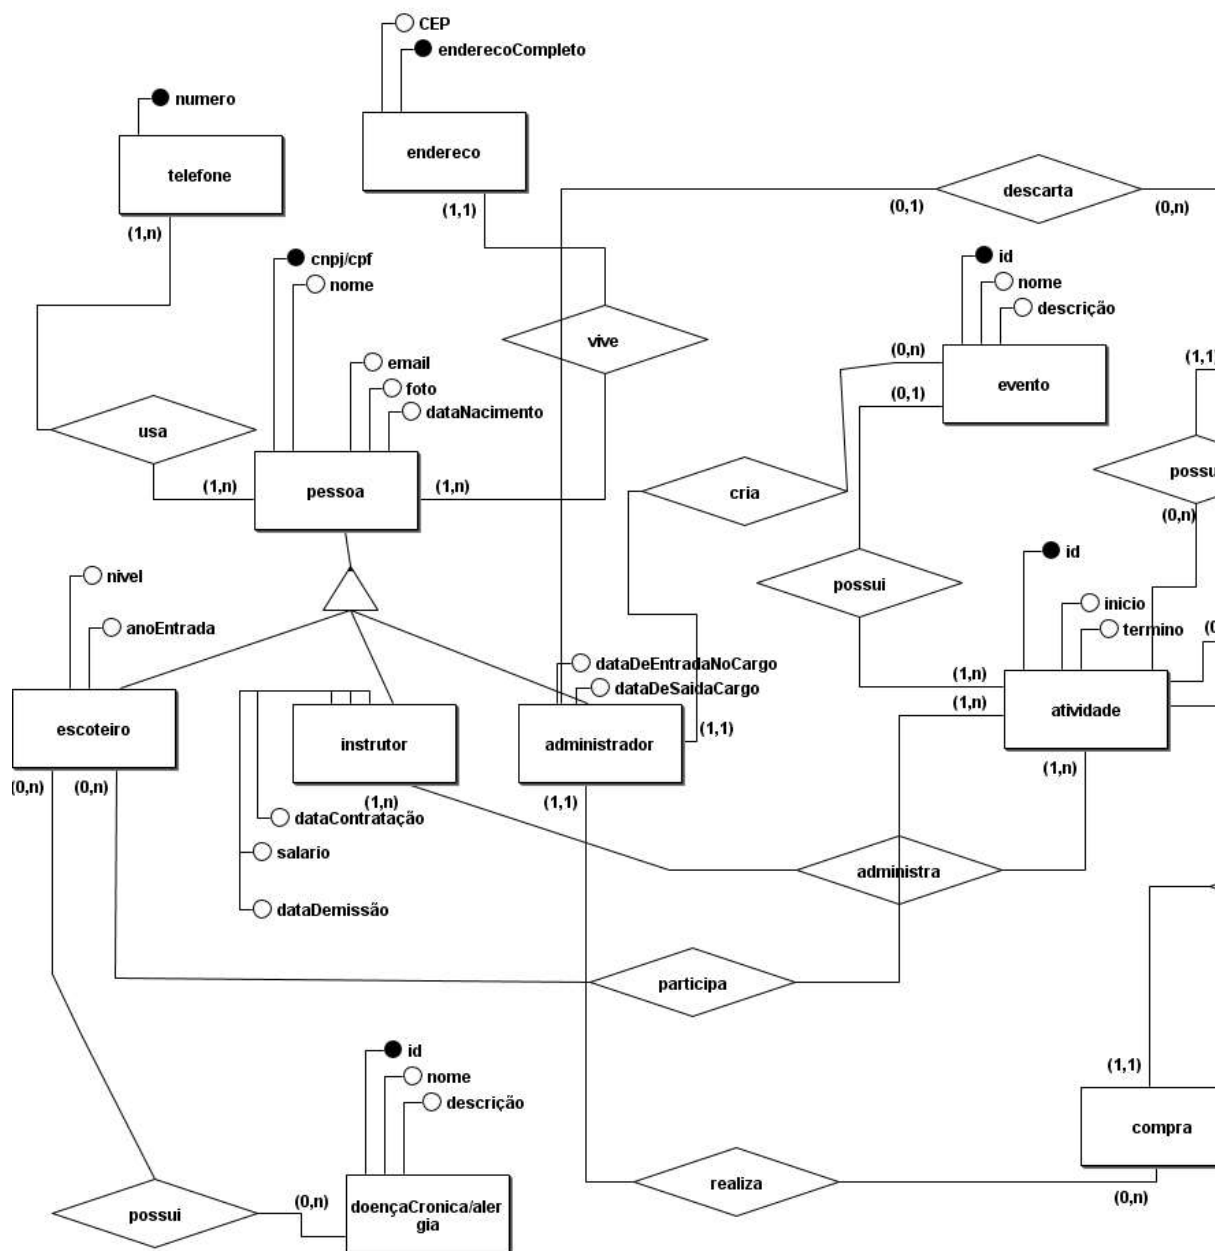 CEP
enderecoCompleto
numero
endereco
telefone
descarta
(1,1)
(0,1)
(0,n)
(1,n)
cnpj/cpf
nome
id
nome
descrição
vive
(0,n)
(1,1)
email
evento
foto
(0,1)
dataNacimento
usa
possu
(1,n)
pessoa
(1,n)
cria
(0,n)
id
nivel
possui
inicio
anoEntrada
termino
(0
dataDeEntradaNoCargo
(1,n)
dataDeSaidaCargo
(1,n)
atividade
escoteiro
instrutor
administrador
(1,1)
(1,n)
(0,n)
(0,n)
(1,n)
(1,1)
dataContratação
salario
administra
dataDemissão
participa
id
nome
(1,1)
descrição
compra
realiza
(0,n)
(0,n)
possui
doençaCronica/aler
gia